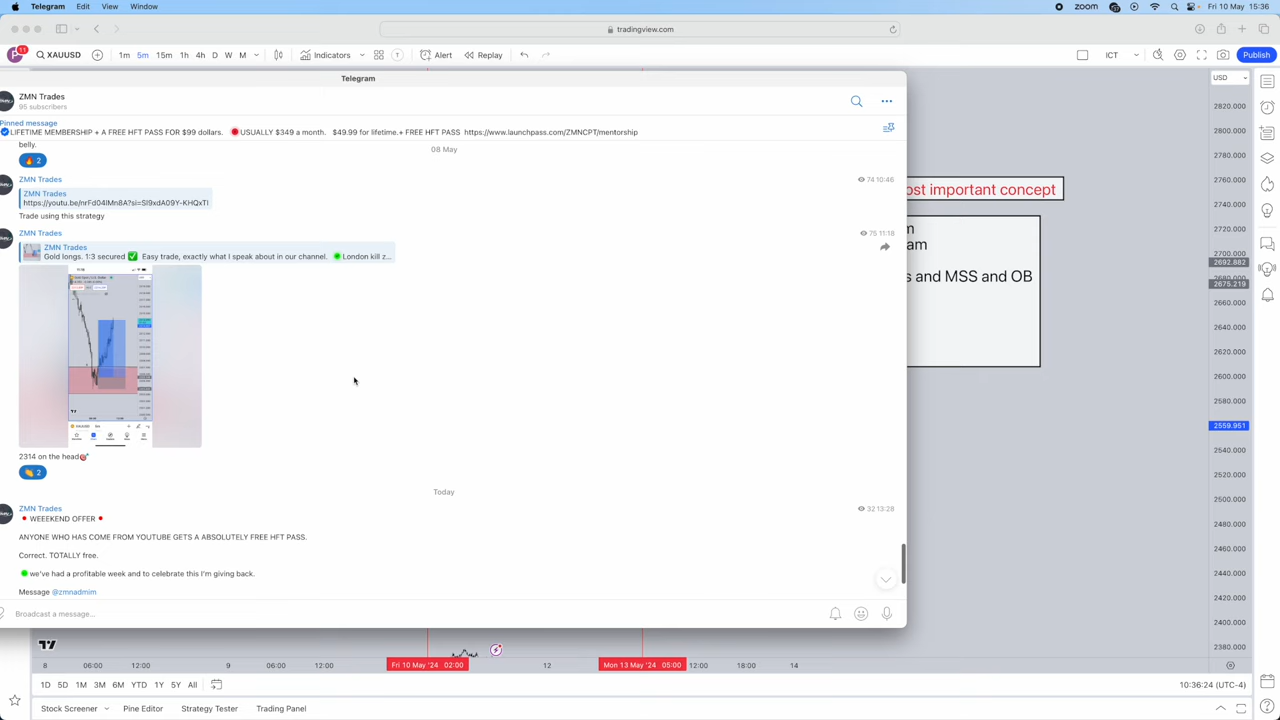 Telegram Edit View Window zoom Fri 10 May 15:36
tradingview.com
P 11 XAUUSD 1m 5m 15m 1h 4h D W M Indicators Alert Replay ICT Publish
Telegram
USD
ZMN Trades
95 subscribers
Pinned message
LIFETIME MEMBERSHIP + A FREE HFT PASS FOR $99 dollars. 🔴USUALLY $349 a month. $49.99 for lifetime.+ FREE HFT PASS https://www.launchpass.com/ZMNCPT/mentorship
belly.
🔥 2
08 May
ZMN Trades 74 10:46
ZMN Trades
https://youtu.be/nrFd04lMn8A?si=SI9xdA09Y-KHQxTI
Trade using this strategy
ZMN Trades 75 11:18
ZMN Trades
Gold longs. 1:3 secured ✅ Easy trade, exactly what I speak about in our channel. 🟢London kill z...
2314 on the head🎯
👏 2
Today
ZMN Trades 32 13:28
🔴 WEEEKEND OFFER 🔴
ANYONE WHO HAS COME FROM YOUTUBE GETS A ABSOLUTELY FREE HFT PASS.
Correct. TOTALLY free.
🟢we've had a profitable week and to celebrate this I'm giving back.
Message @zmnadmim
Broadcast a message...
ost important concept
m
am
s and MSS and OB
2820.000
2800.000
2780.000
2760.000
2740.000
2720.000
2700.000
2692.882
2680.000
2675.219
2660.000
2640.000
2620.000
2600.000
2580.000
2559.951
2540.000
2520.000
2500.000
2480.000
2460.000
2440.000
2420.000
2400.000
2380.000
8 06:00 12:00 9 06:00 12:00 Fri 10 May '24 02:00 12 Mon 13 May '24 05:00 12:00 18:00 14
1D 5D 1M 3M 6M YTD 1Y 5Y All 10:36:24 (UTC-4)
Stock Screener Pine Editor Strategy Tester Trading Panel